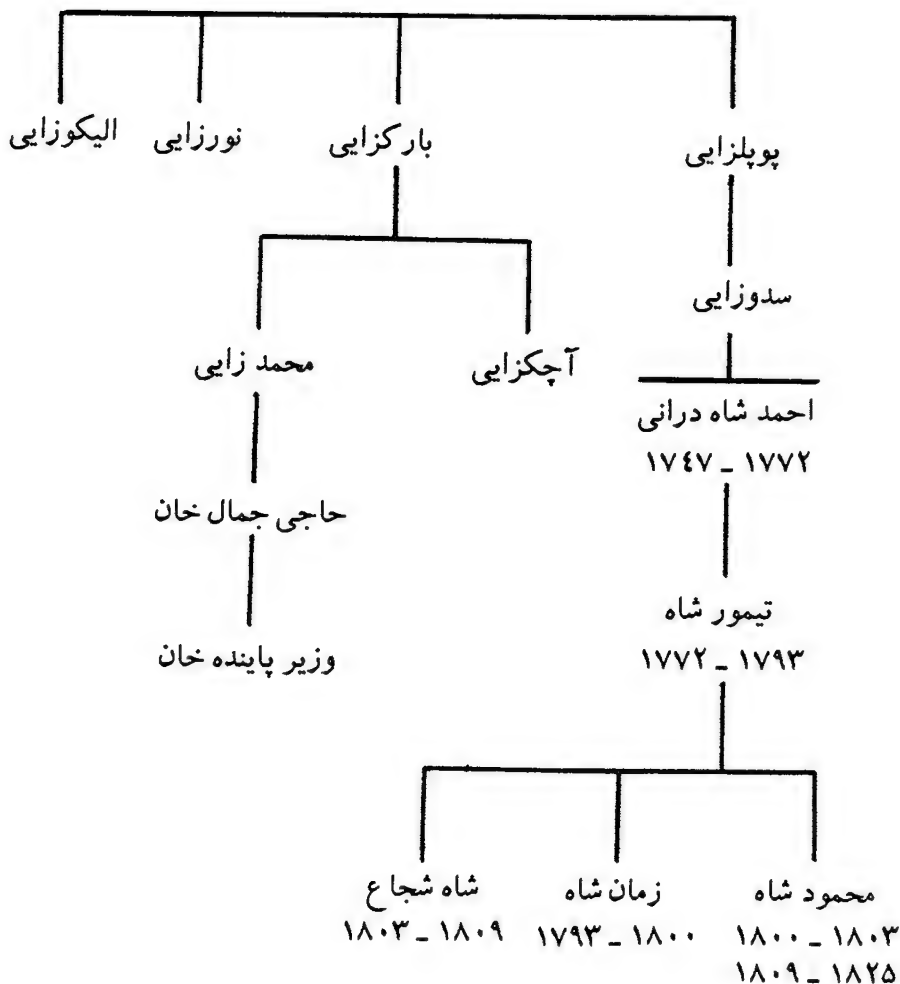 پوپلزایی
بارکزایی
نورزایی
الیکوزایی
سدوزایی
آچکزایی
محمد زایی
احمد شاه درانی
۱۷٤۷ _ ۱۷۷۲
حاجی جمال خان
تیمور شاه
۱۷۷۲ _ ۱۷۹۳
وزیر پاینده خان
محمود شاه
۱۸۰۰ _ ۱۸۰۳
۱۸۰۹ _ ۱۸۲۵
زمان شاه
۱۷۹۳ _ ۱۸۰۰
شاه شجاع
۱۸۰۳ _ ۱۸۰۹